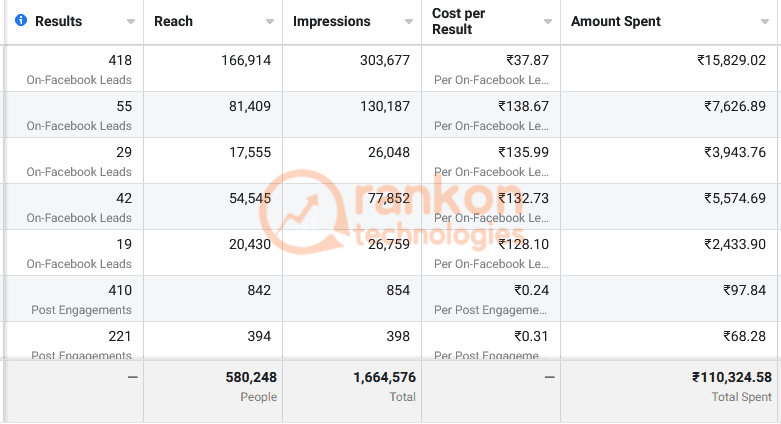 Results Reach Impressions Cost per Result Amount Spent
418 166,914 303,677 ₹37.87 ₹15,829.02
On-Facebook Leads Per On-Facebook Le...
55 81,409 130,187 ₹138.67 ₹7,626.89
On-Facebook Leads Per On-Facebook Le...
29 17,555 26,048 ₹135.99 ₹3,943.76
On-Facebook Leads Per On-Facebook Le...
42 54,545 77,852 ₹132.73 ₹5,574.69
On-Facebook Leads Per On-Facebook Le...
19 20,430 26,759 ₹128.10 ₹2,433.90
On-Facebook Leads Per On-Facebook Le...
410 842 854 ₹0.24 ₹97.84
Post Engagements Per Post Engageme...
221 394 398 ₹0.31 ₹68.28
Post Engagements Per Post Engageme...
— 580,248 1,664,576 — ₹110,324.58
People Total Total Spent
rankon
technologies